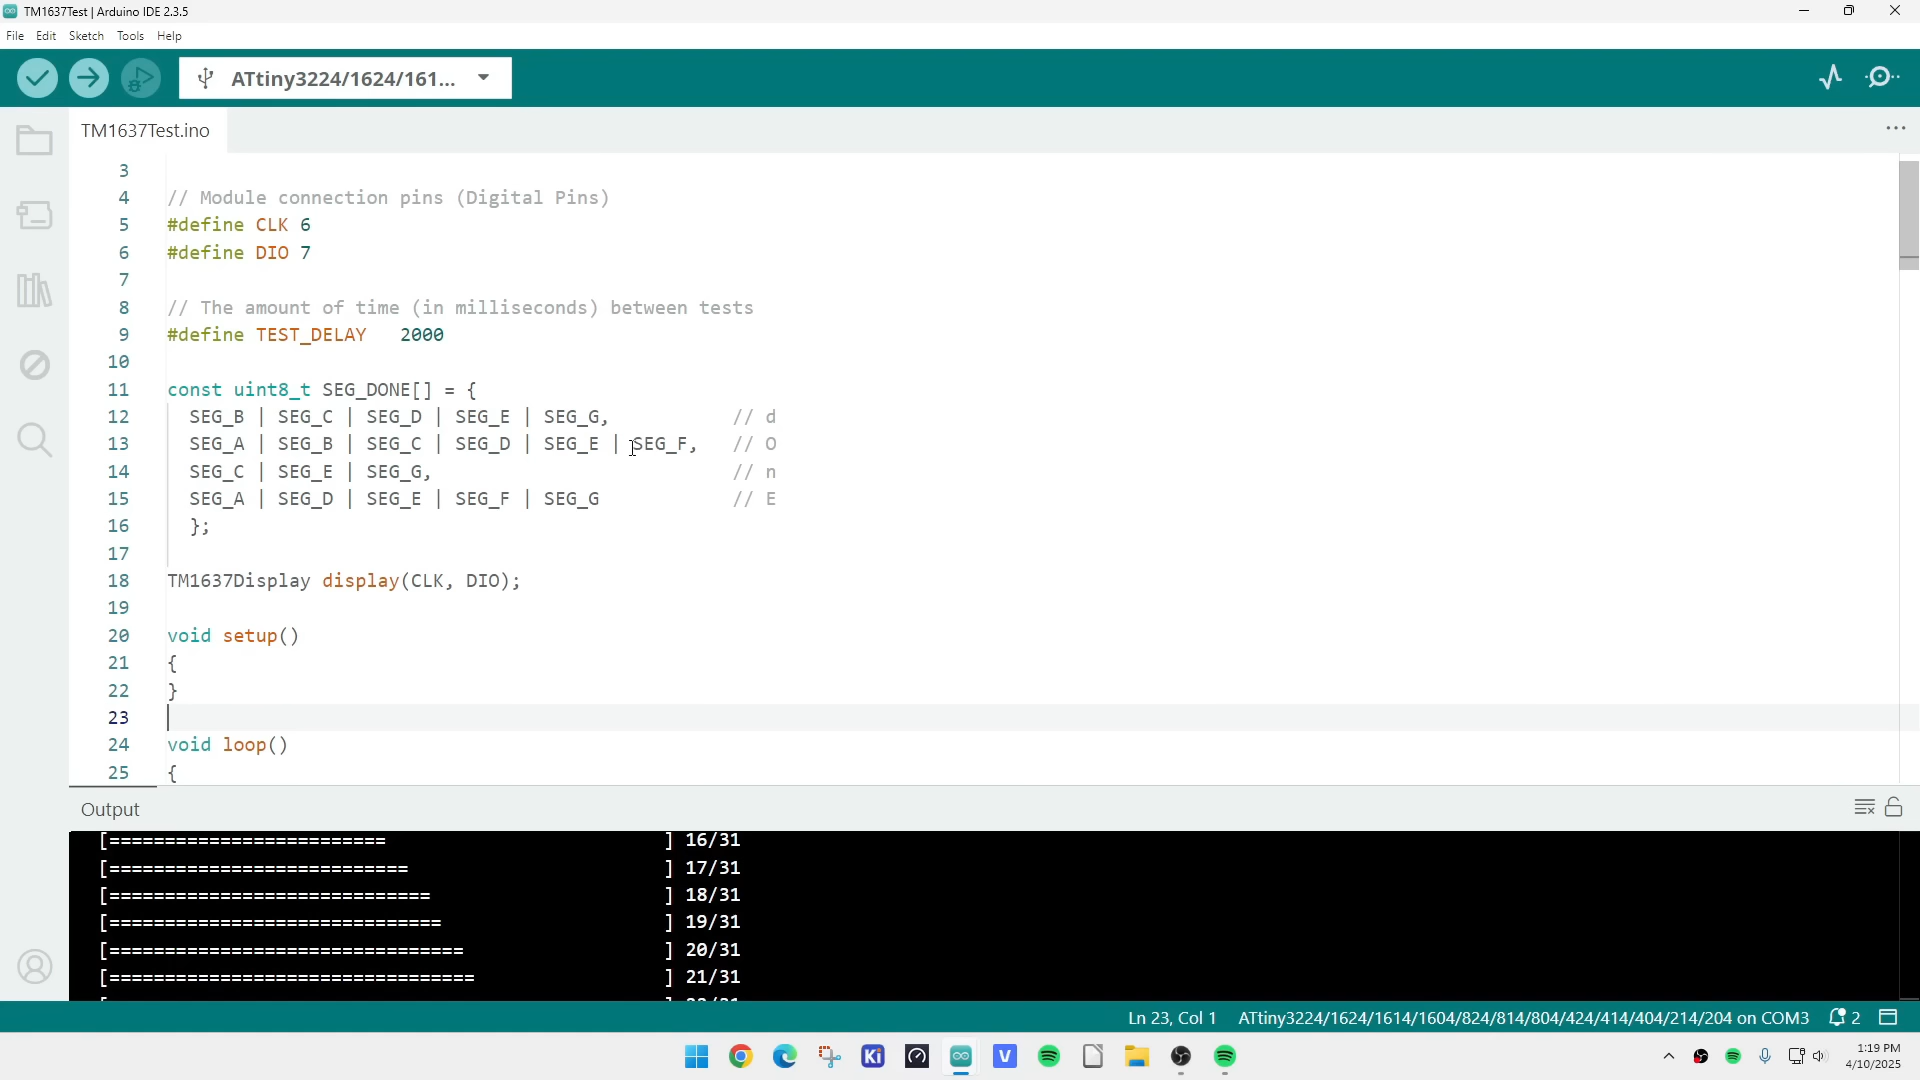 TM1637Test | Arduino IDE 2.3.5
File Edit Sketch Tools Help
ATtiny3224/1624/161...
TM1637Test.ino
3
4 // Module connection pins (Digital Pins)
5 #define CLK 6
6 #define DIO 7
7
8 // The amount of time (in milliseconds) between tests
9 #define TEST_DELAY 2000
10
11 const uint8_t SEG_DONE[] = {
12 SEG_B | SEG_C | SEG_D | SEG_E | SEG_G, // d
13 SEG_A | SEG_B | SEG_C | SEG_D | SEG_E | SEG_F, // O
14 SEG_C | SEG_E | SEG_G, // n
15 SEG_A | SEG_D | SEG_E | SEG_F | SEG_G // E
16 };
17
18 TM1637Display display(CLK, DIO);
19
20 void setup()
21 {
22 }
23
24 void loop()
25 {
Output
[========================= ] 16/31
[=========================== ] 17/31
[============================= ] 18/31
[============================== ] 19/31
[================================ ] 20/31
[================================= ] 21/31
Ln 23, Col 1 ATtiny3224/1624/1614/1604/824/814/804/424/414/404/214/204 on COM3 2
Ki V 1:19 PM
4/10/2025